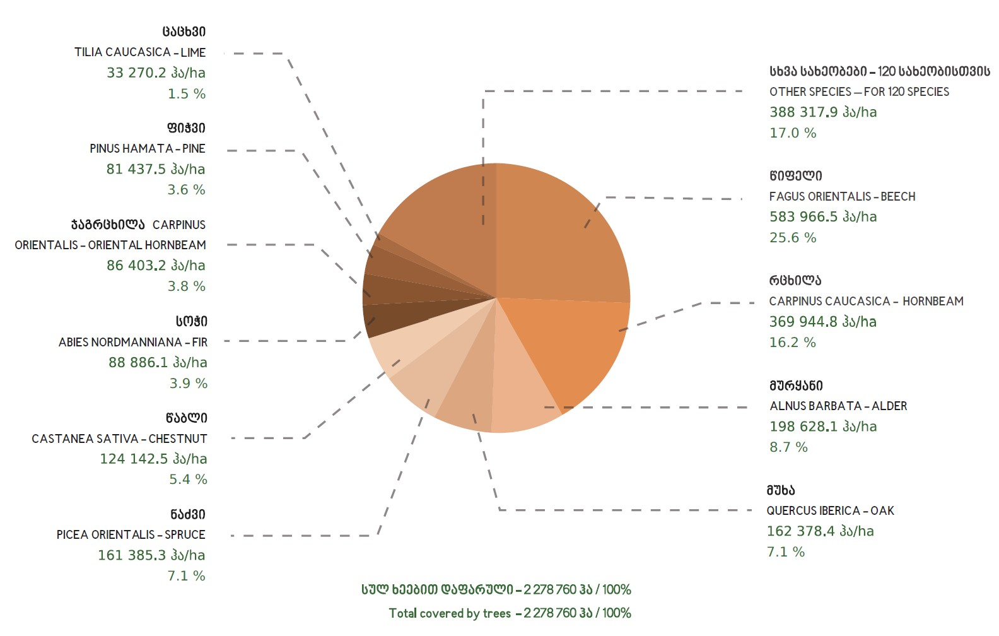 ცაცხვი
TILIA CAUCASICA – LIME
33 270.2 ჰა/ha
1.5 %
ფიჭვი
PINUS HAMATA – PINE
81 437.5 ჰა/ha
3.6 %
ჯაგრცხილა CARPINUS
ORIENTALIS – ORIENTAL HORNBEAM
86 403.2 ჰა/ha
3.8 %
სოჭი
ABIES NORDMANNIANA – FIR
88 886.1 ჰა/ha
3.9 %
წაბლი
CASTANEA SATIVA – CHESTNUT
124 142.5 ჰა/ha
5.4 %
ნაძვი
PICEA ORIENTALIS – SPRUCE
161 385.3 ჰა/ha
7.1 %
სხვა სახეობები – 120 სახეობისთვის
OTHER SPECIES — FOR 120 SPECIES
388 317.9 ჰა/ha
17.0 %
წიფელი
FAGUS ORIENTALIS – BEECH
583 966.5 ჰა/ha
25.6 %
რცხილა
CARPINUS CAUCASICA – HORNBEAM
369 944.8 ჰა/ha
16.2 %
მურყანი
ALNUS BARBATA – ALDER
198 628.1 ჰა/ha
8.7 %
მუხა
QUERCUS IBERICA – OAK
162 378.4 ჰა/ha
7.1 %
სულ ხეებით დაფარული – 2 278 760 ჰა / 100%
Total covered by trees – 2 278 760 ჰა / 100%